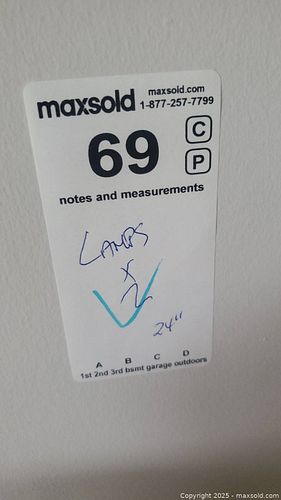 maxsold maxsold.com
1-877-257-7799
69 C
P
notes and measurements
LAMPS
x
2
24"
A B C D
1st 2nd 3rd bsmt garage outdoors
Copyright 2025 - maxsold.com